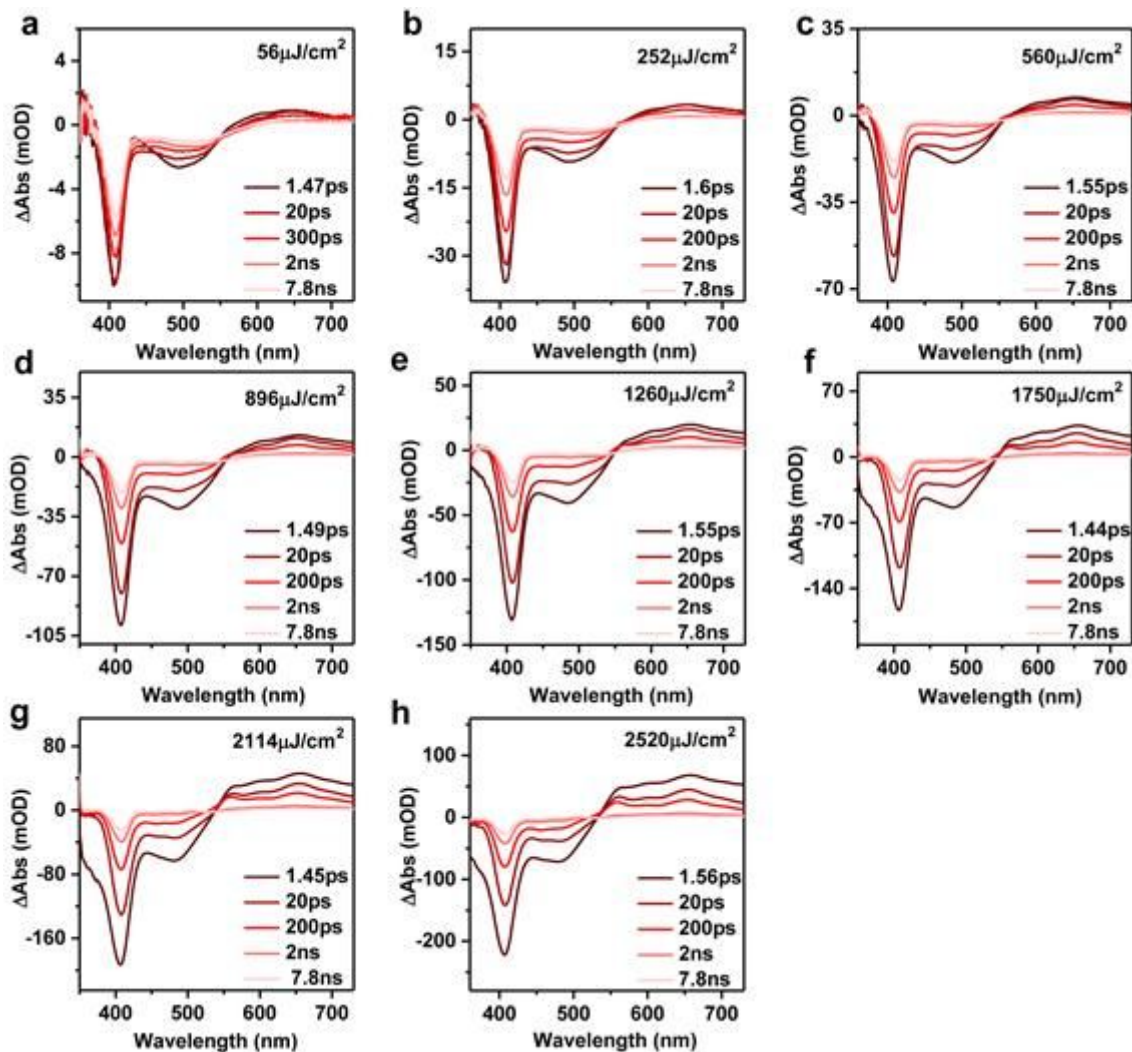 a
56μJ/cm²
ΔAbs (mOD)
4
0
-4
-8
1.47ps
20ps
300ps
2ns
7.8ns
400 500 600 700
Wavelength (nm)
b
252μJ/cm²
ΔAbs (mOD)
15
0
-15
-30
1.6ps
20ps
200ps
2ns
7.8ns
400 500 600 700
Wavelength (nm)
c
560μJ/cm²
ΔAbs (mOD)
35
0
-35
-70
1.55ps
20ps
200ps
2ns
7.8ns
400 500 600 700
Wavelength (nm)
d
896μJ/cm²
ΔAbs (mOD)
35
0
-35
-70
-105
1.49ps
20ps
200ps
2ns
7.8ns
400 500 600 700
Wavelength (nm)
e
1260μJ/cm²
ΔAbs (mOD)
50
0
-50
-100
-150
1.55ps
20ps
200ps
2ns
7.8ns
400 500 600 700
Wavelength (nm)
f
1750μJ/cm²
ΔAbs (mOD)
70
0
-70
-140
1.44ps
20ps
200ps
2ns
7.8ns
400 500 600 700
Wavelength (nm)
g
2114μJ/cm²
ΔAbs (mOD)
80
0
-80
-160
1.45ps
20ps
200ps
2ns
7.8ns
400 500 600 700
Wavelength (nm)
h
2520μJ/cm²
ΔAbs (mOD)
100
0
-100
-200
1.56ps
20ps
200ps
2ns
7.8ns
400 500 600 700
Wavelength (nm)